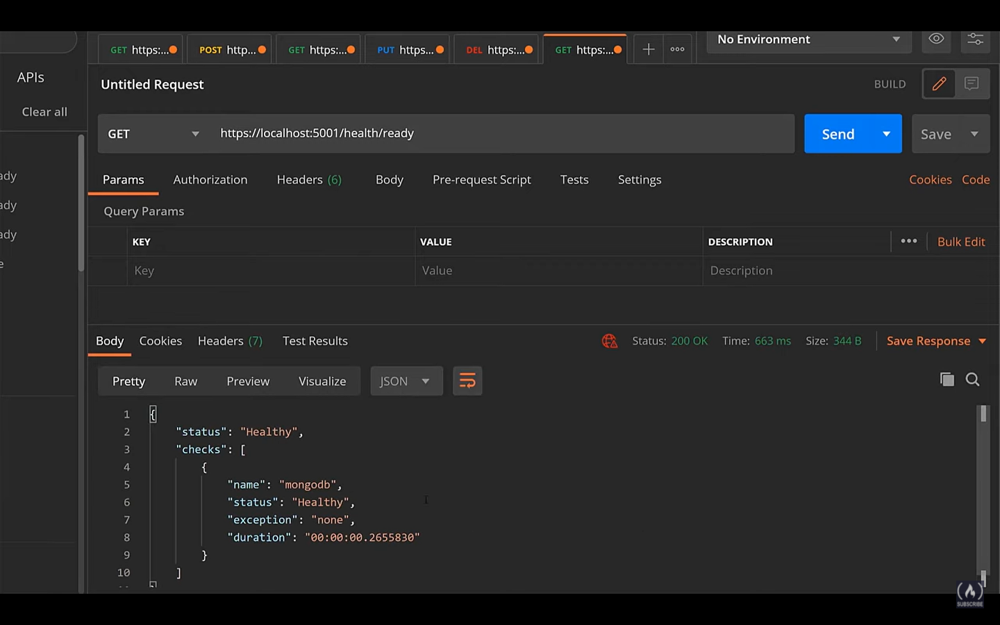 GET https:... POST http... GET https:... PUT https... DEL https:... GET https:... + ooo No Environment
APIs
Clear all
ady
ady
ady
e
Untitled Request BUILD
GET https://localhost:5001/health/ready Send Save
Params Authorization Headers (6) Body Pre-request Script Tests Settings Cookies Code
Query Params
KEY VALUE DESCRIPTION ••• Bulk Edit
Key Value Description
Body Cookies Headers (7) Test Results Status: 200 OK Time: 663 ms Size: 344 B Save Response
Pretty Raw Preview Visualize JSON
1 {
2 "status": "Healthy",
3 "checks": [
4 {
5 "name": "mongodb",
6 "status": "Healthy",
7 "exception": "none",
8 "duration": "00:00:00.2655830"
9 }
10 ]
SUBSCRIBE